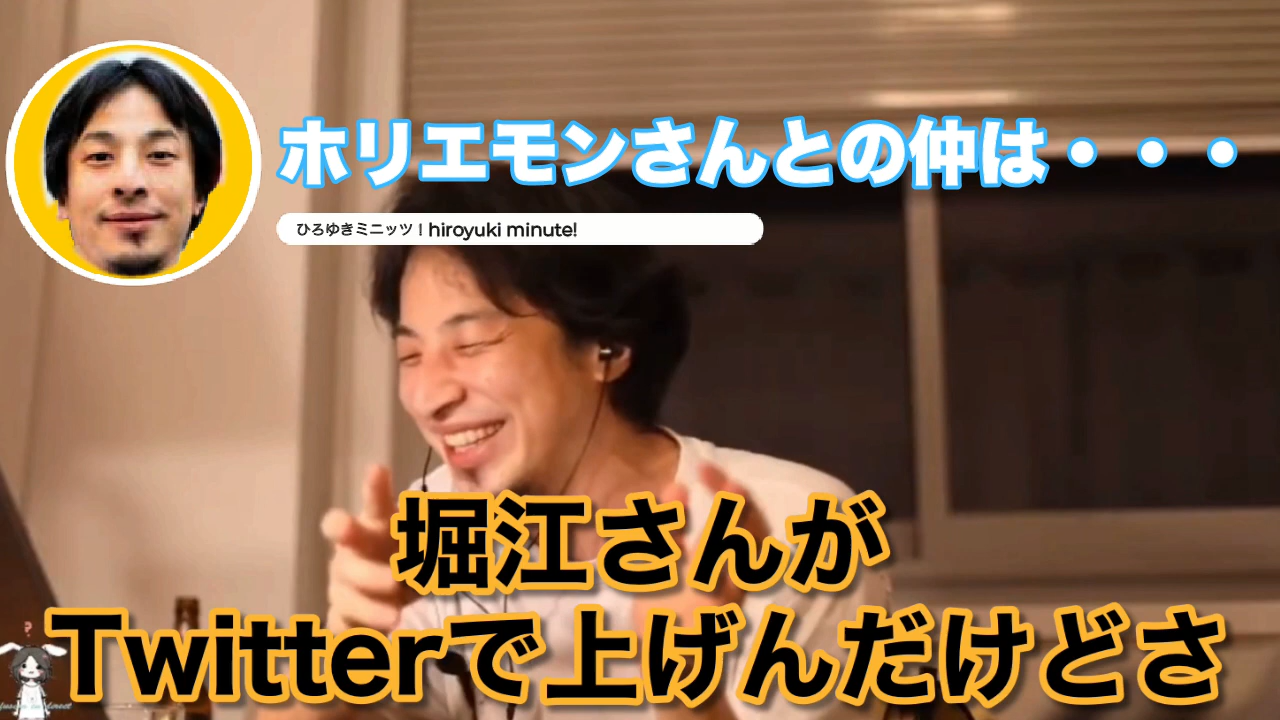 ホリエモンさんとの仲は・・・
ひろゆきミニッツ！hiroyuki minute!
堀江さんが
Twitterで上げんだけどさ
?